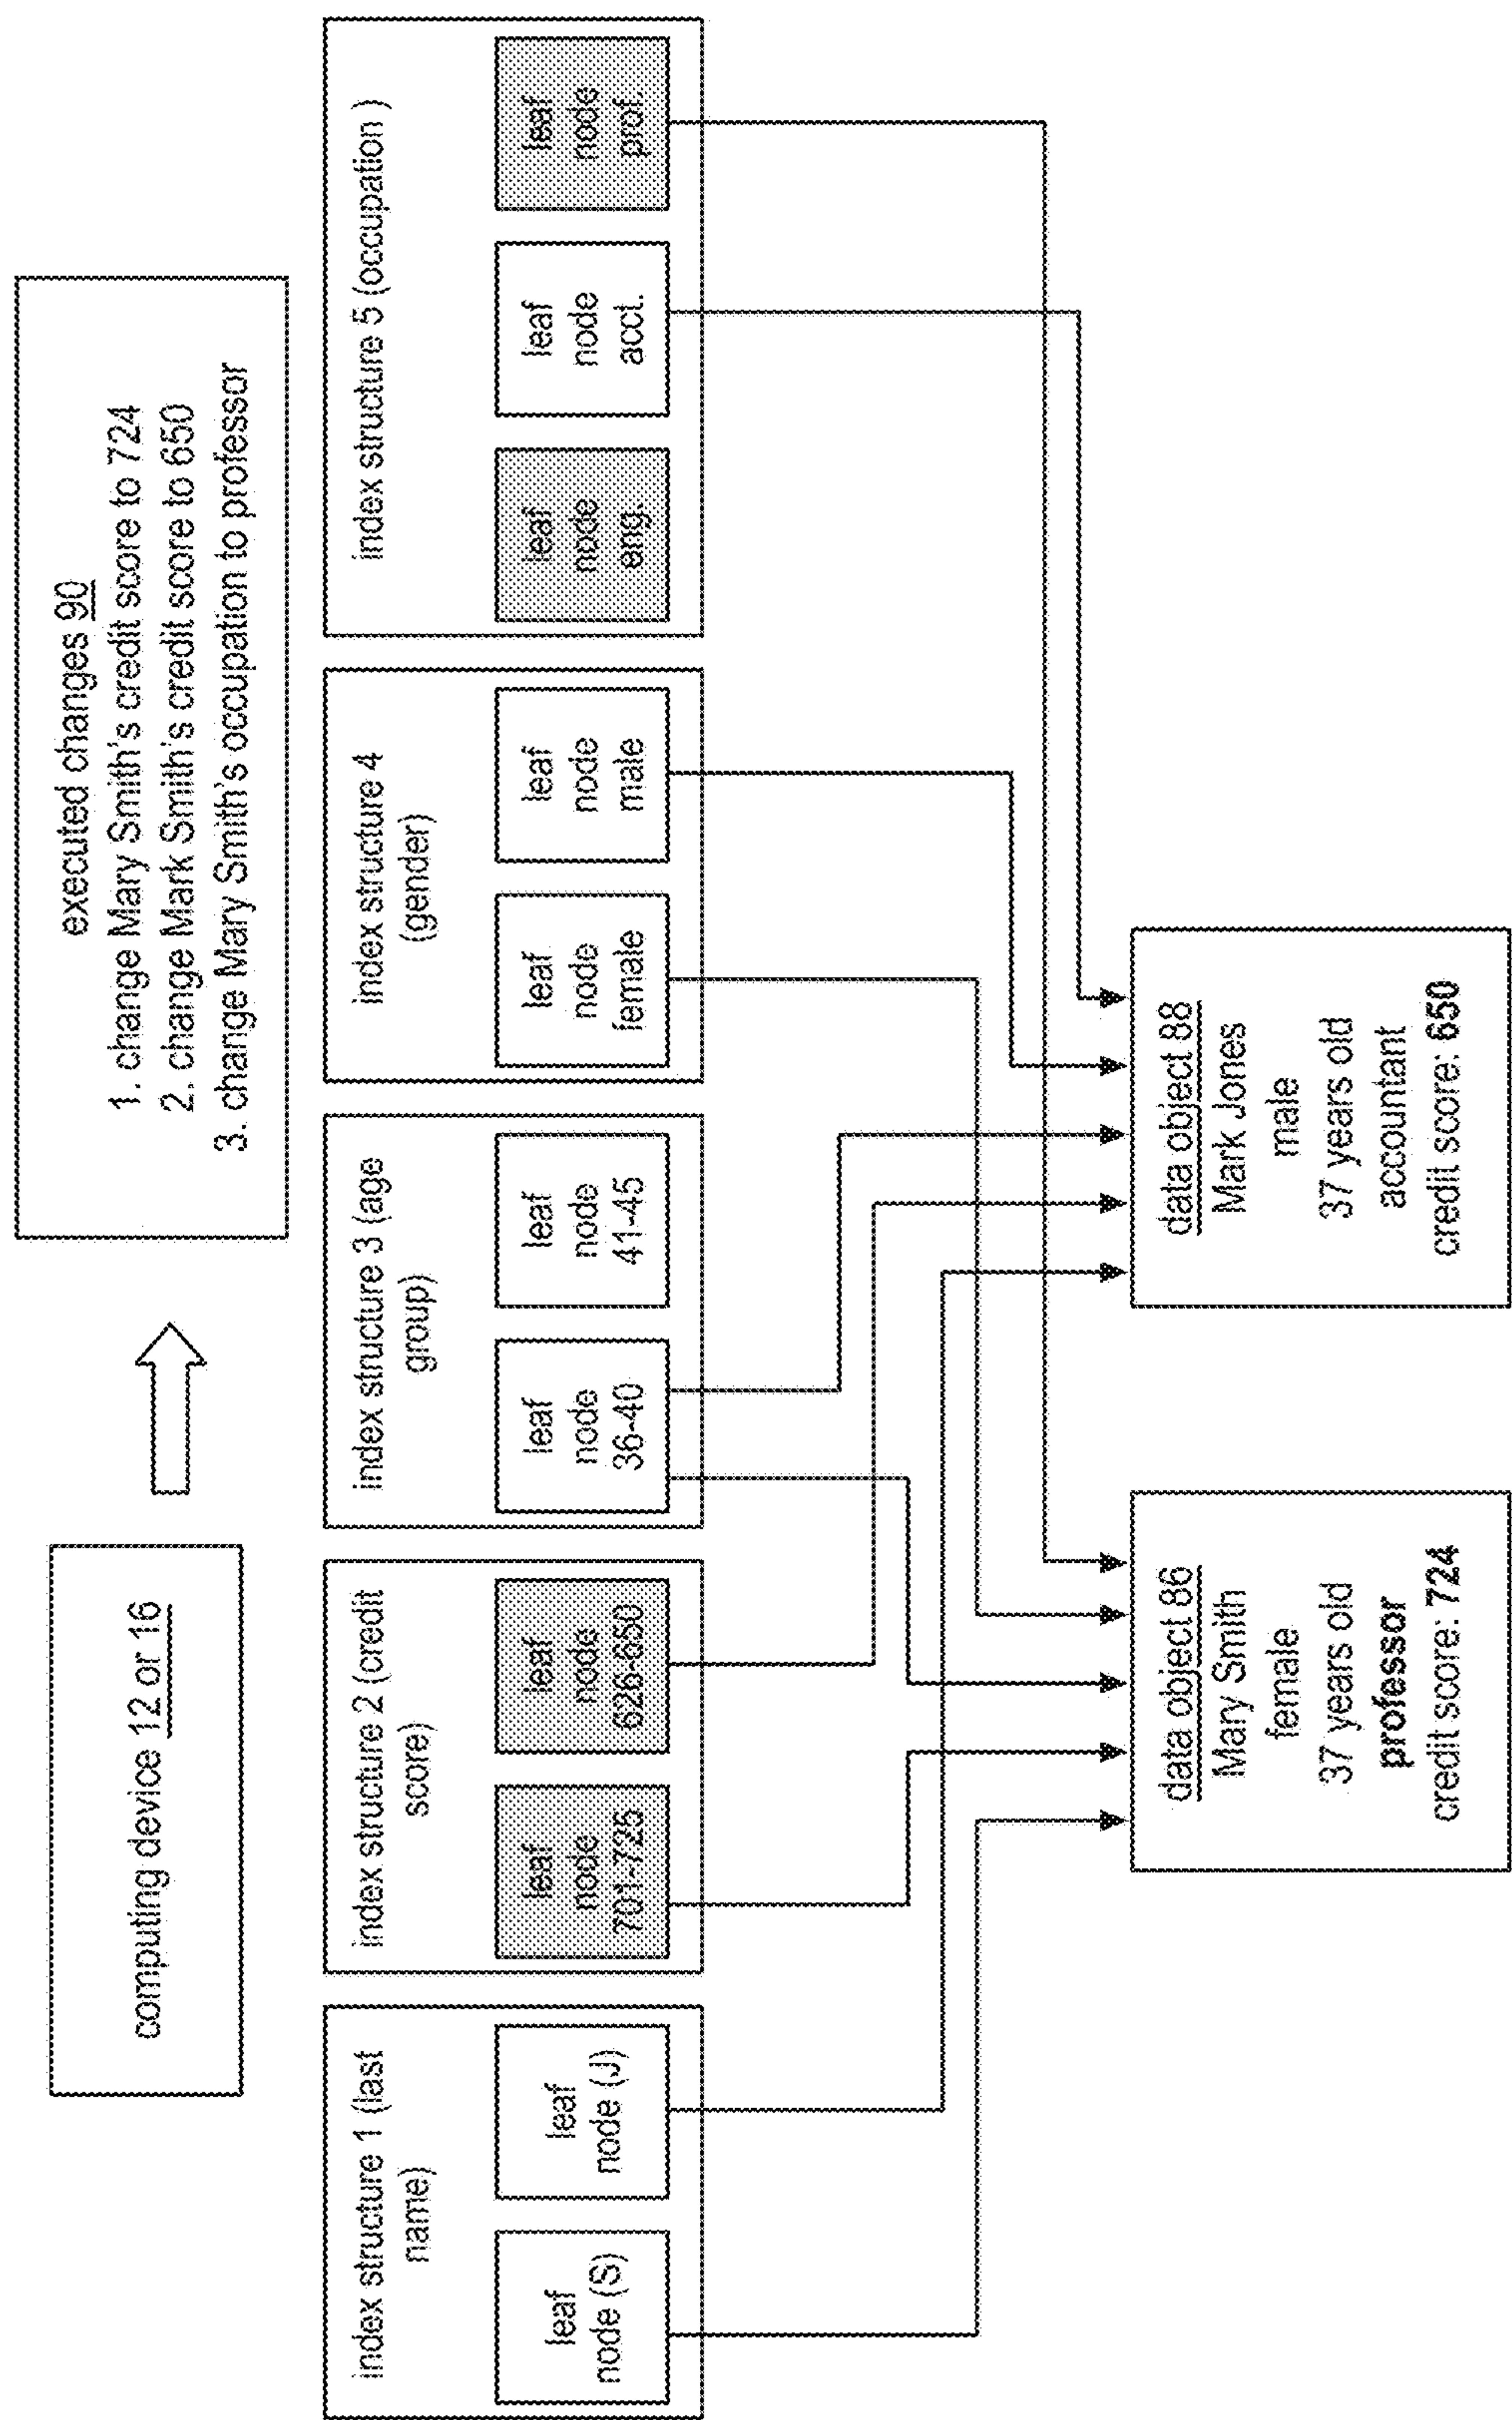 computing device 12 or 16
executed changes 90
1. change Mary Smith's credit score to 724
2. change Mark Smith's credit score to 650
3. change Mary Smith's occupation to professor
index structure 1 (last
name)
leaf
node (S)
leaf
node (J)
index structure 2 (credit
score)
leaf
node
701-725
leaf
node
626-650
index structure 3 (age
group)
leaf
node
36-40
leaf
node
41-45
index structure 4
(gender)
leaf
node
female
leaf
node
male
index structure 5 (occupation )
leaf
node
eng.
leaf
node
acct.
leaf
node
prof.
data object 86
Mary Smith
female
37 years old
professor
credit score: 724
data object 88
Mark Jones
male
37 years old
accountant
credit score: 650